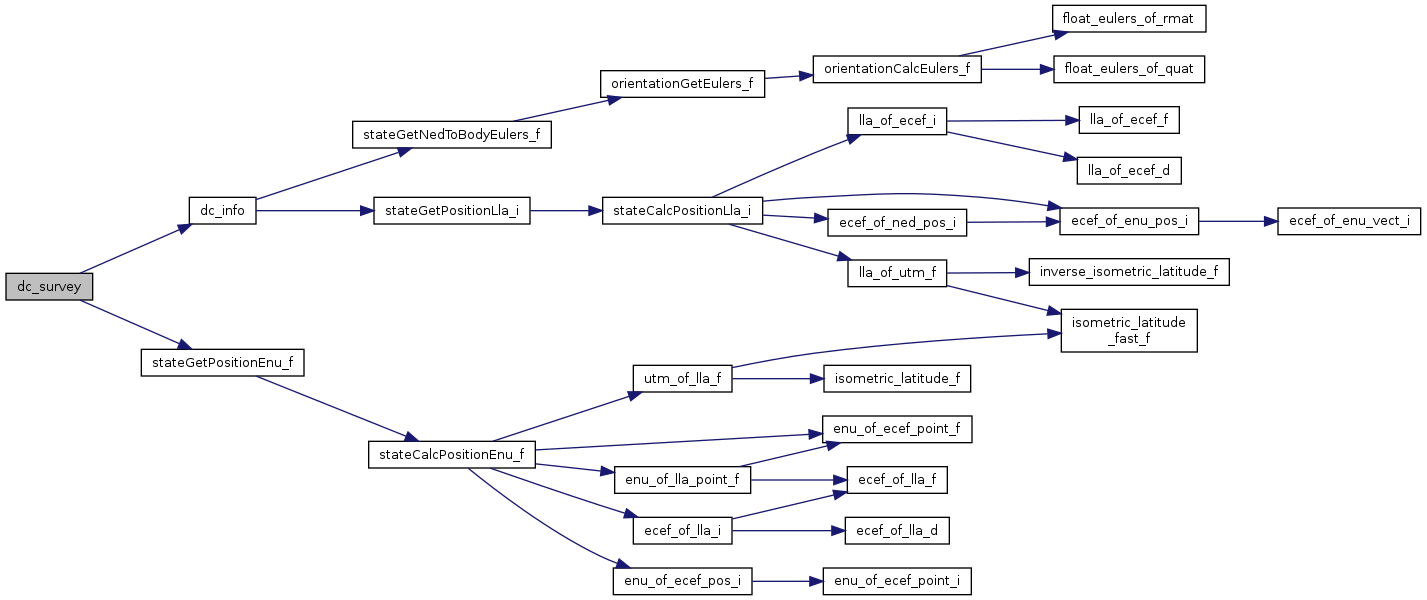 float_eulers_of_rmat
orientationCalcEulers_f
float_eulers_of_quat
orientationGetEulers_f
stateGetNedToBodyEulers_f
lla_of_ecef_i
lla_of_ecef_f
lla_of_ecef_d
dc_info
stateGetPositionLla_i
stateCalcPositionLla_i
ecef_of_ned_pos_i
ecef_of_enu_pos_i
ecef_of_enu_vect_i
lla_of_utm_f
inverse_isometric_latitude_f
dc_survey
isometric_latitude
_fast_f
stateGetPositionEnu_f
utm_of_lla_f
isometric_latitude_f
stateCalcPositionEnu_f
enu_of_ecef_point_f
enu_of_lla_point_f
ecef_of_lla_f
ecef_of_lla_i
ecef_of_lla_d
enu_of_ecef_pos_i
enu_of_ecef_point_i